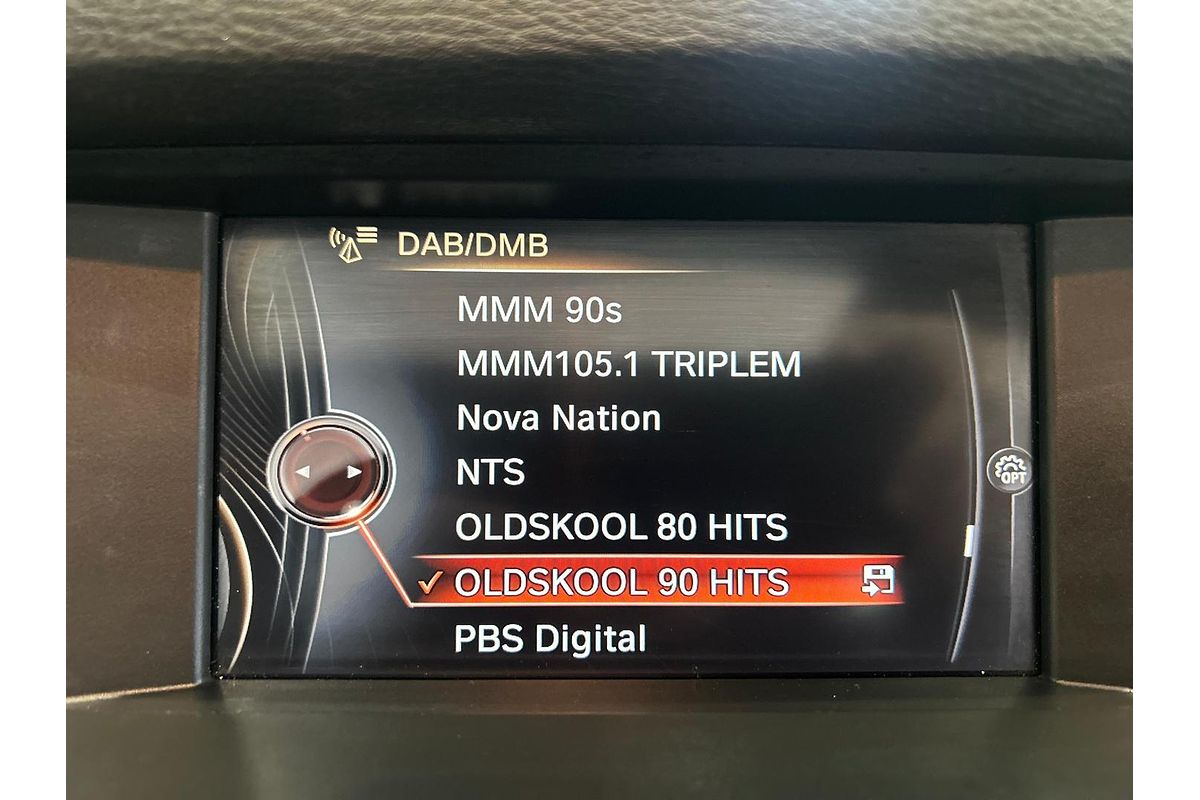 DAB/DMB
MMM 90s
MMM105.1 TRIPLEM
Nova Nation
NTS
OPT
OLDSKOOL 80 HITS
OLDSKOOL 90 HITS
PBS Digital